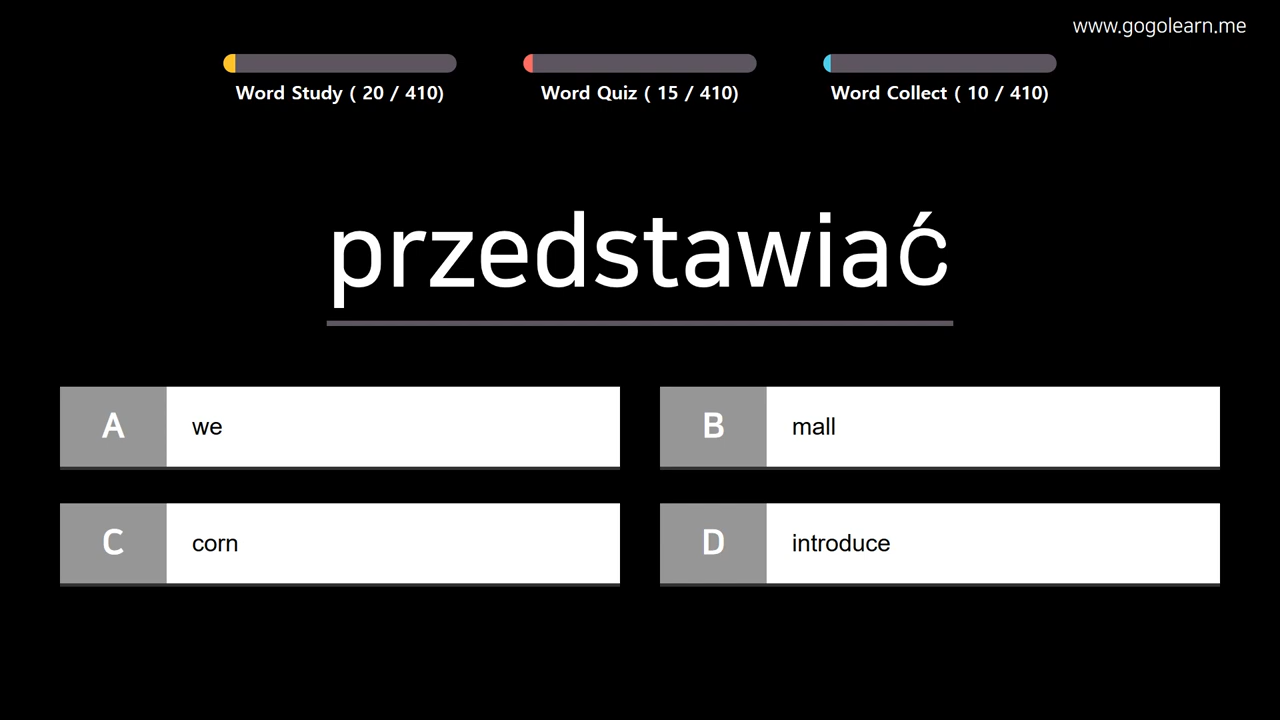 www.gogolearn.me
Word Study ( 20 / 410)
Word Quiz ( 15 / 410)
Word Collect ( 10 / 410)
przedstawiać
A we
B mall
C corn
D introduce